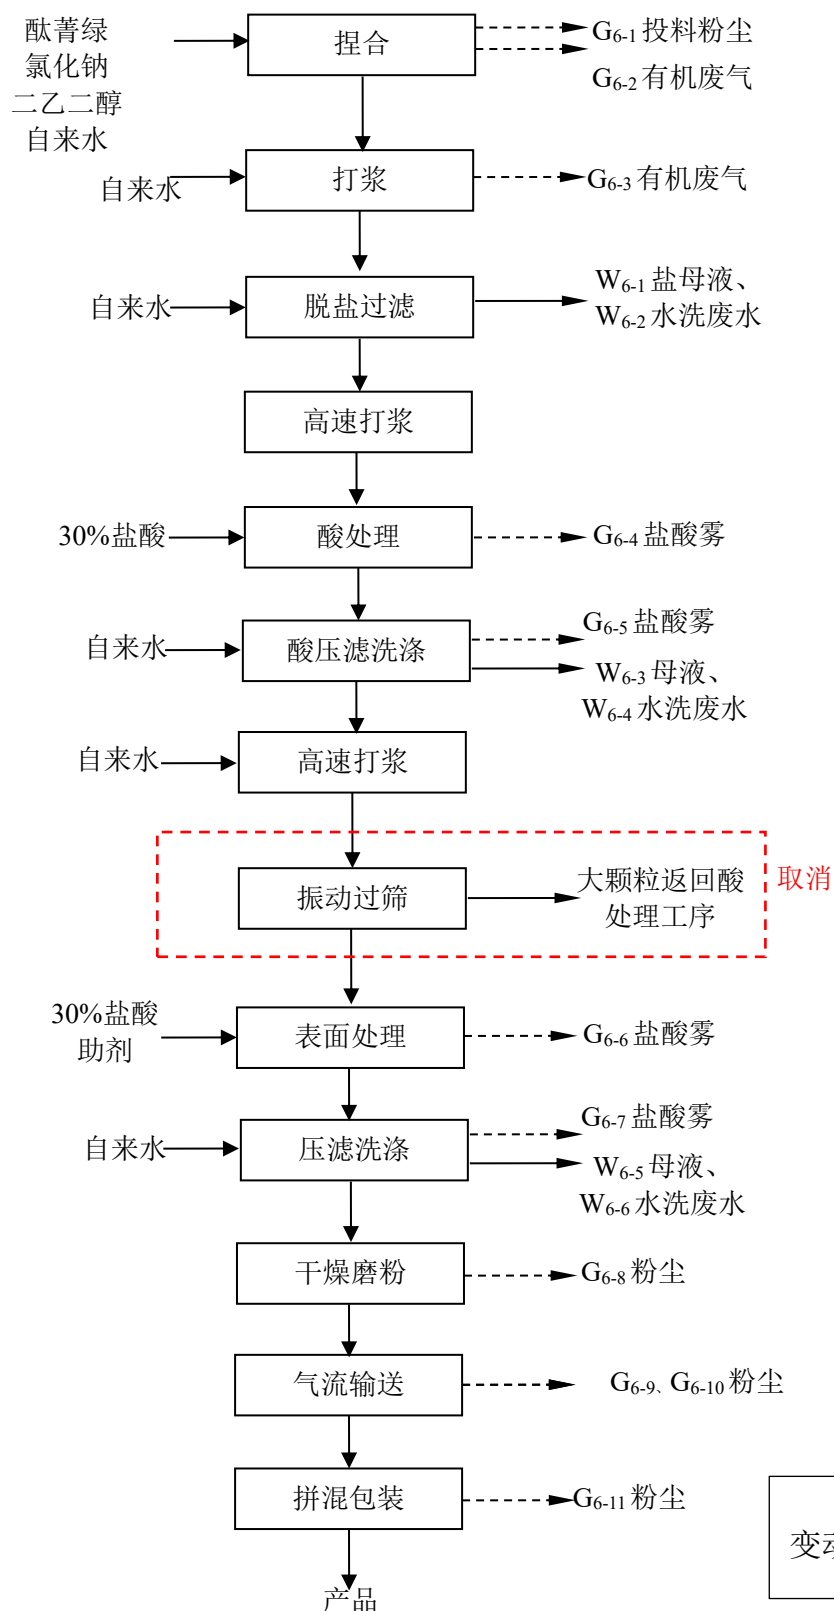 酞菁绿
氯化钠
二乙二醇
自来水
捏合
G6-1投料粉尘
G6-2有机废气
自来水
打浆
G6-3有机废气
自来水
脱盐过滤
W6-1盐母液、
W6-2水洗废水
高速打浆
30%盐酸
酸处理
G6-4盐酸雾
自来水
酸压滤洗涤
G6-5盐酸雾
W6-3母液、
W6-4水洗废水
自来水
高速打浆
振动过筛
大颗粒返回酸
处理工序
取消
30%盐酸
助剂
表面处理
G6-6盐酸雾
自来水
压滤洗涤
G6-7盐酸雾
W6-5母液、
W6-6水洗废水
干燥磨粉
G6-8粉尘
气流输送
G6-9、G6-10粉尘
拼混包装
G6-11粉尘
变动
产品